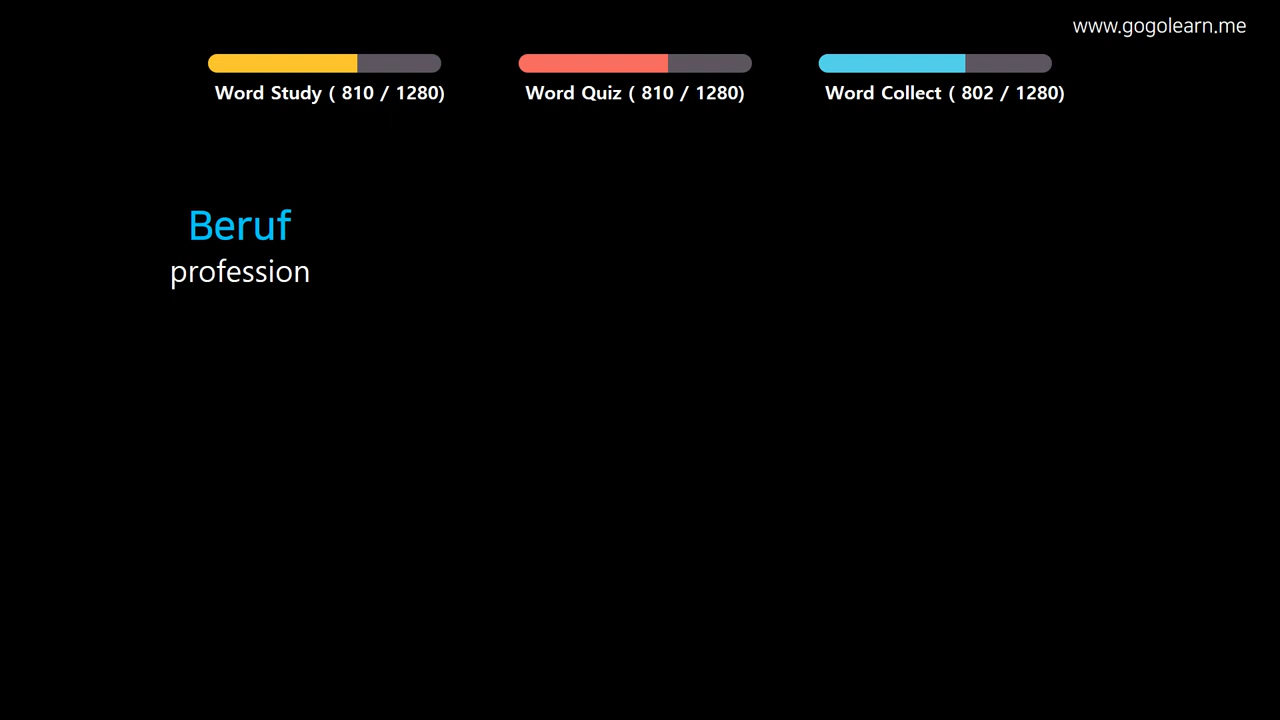 www.gogolearn.me
Word Study ( 810 / 1280)
Word Quiz ( 810 / 1280)
Word Collect ( 802 / 1280)
Beruf
profession